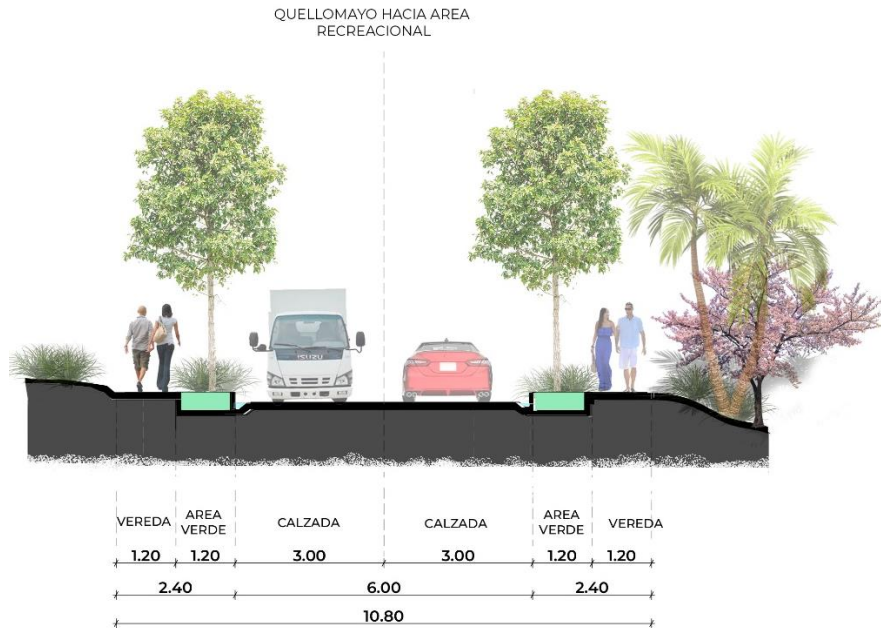 QUELLOMAYO HACIA AREA
RECREACIONAL
ISUZU
VEREDA
AREA
VERDE
CALZADA
CALZADA
AREA
VERDE
VEREDA
1.20 1.20 3.00 3.00 1.20 1.20
2.40 6.00 2.40
10.80